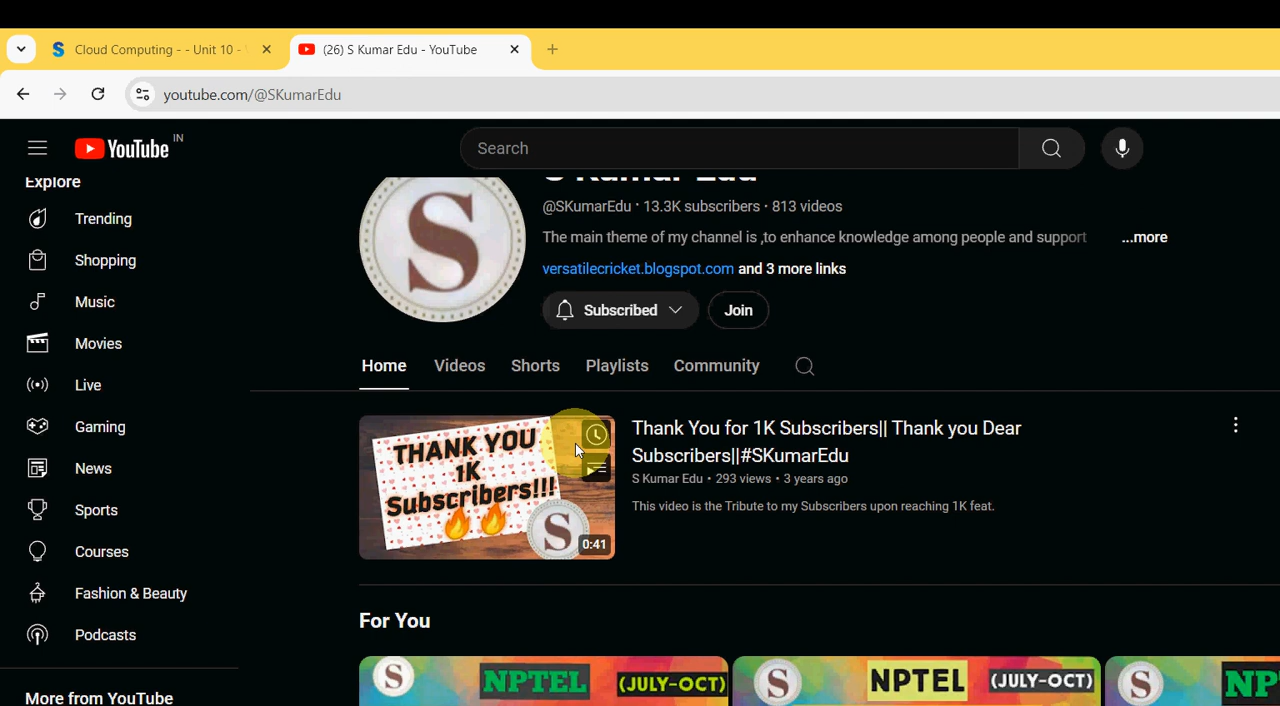 Cloud Computing - - Unit 10 -
(26) S Kumar Edu - YouTube
youtube.com/@SKumarEdu
YouTube IN
Search
Explore
Trending
Shopping
Music
Movies
Live
Gaming
News
Sports
Courses
Fashion & Beauty
Podcasts
More from YouTube
S Kumar Edu
@SKumarEdu • 13.3K subscribers • 813 videos
The main theme of my channel is ,to enhance knowledge among people and support ...more
versatilecricket.blogspot.com and 3 more links
Subscribed
Join
Home Videos Shorts Playlists Community
THANK YOU
1K
Subscribers!!!
S
0:41
Thank You for 1K Subscribers|| Thank you Dear
Subscribers||#SKumarEdu
S Kumar Edu • 293 views • 3 years ago
This video is the Tribute to my Subscribers upon reaching 1K feat.
For You
S NPTEL (JULY-OCT)
S NPTEL (JULY-OCT)
S